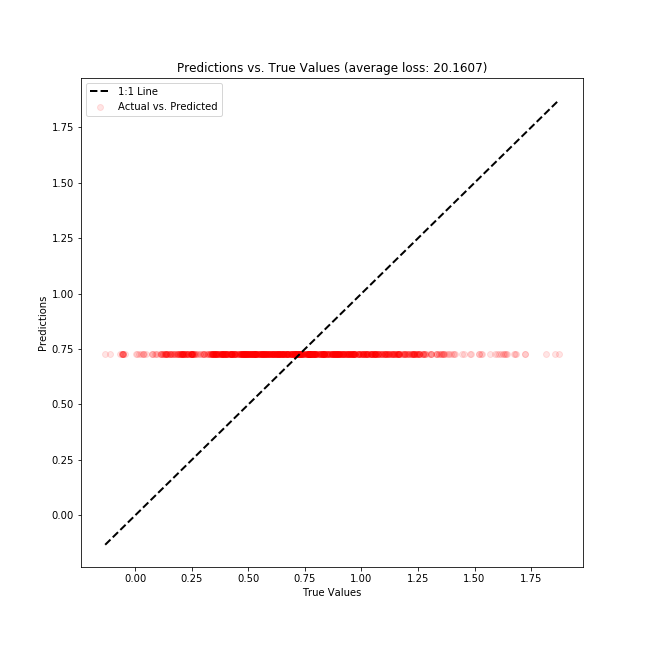 Predictions vs. True Values (average loss: 20.1607)
1:1 Line
Actual vs. Predicted
1.75
1.50
1.25
1.00
0.75
0.50
0.25
0.00
Predictions
0.00 0.25 0.50 0.75 1.00 1.25 1.50 1.75
True Values